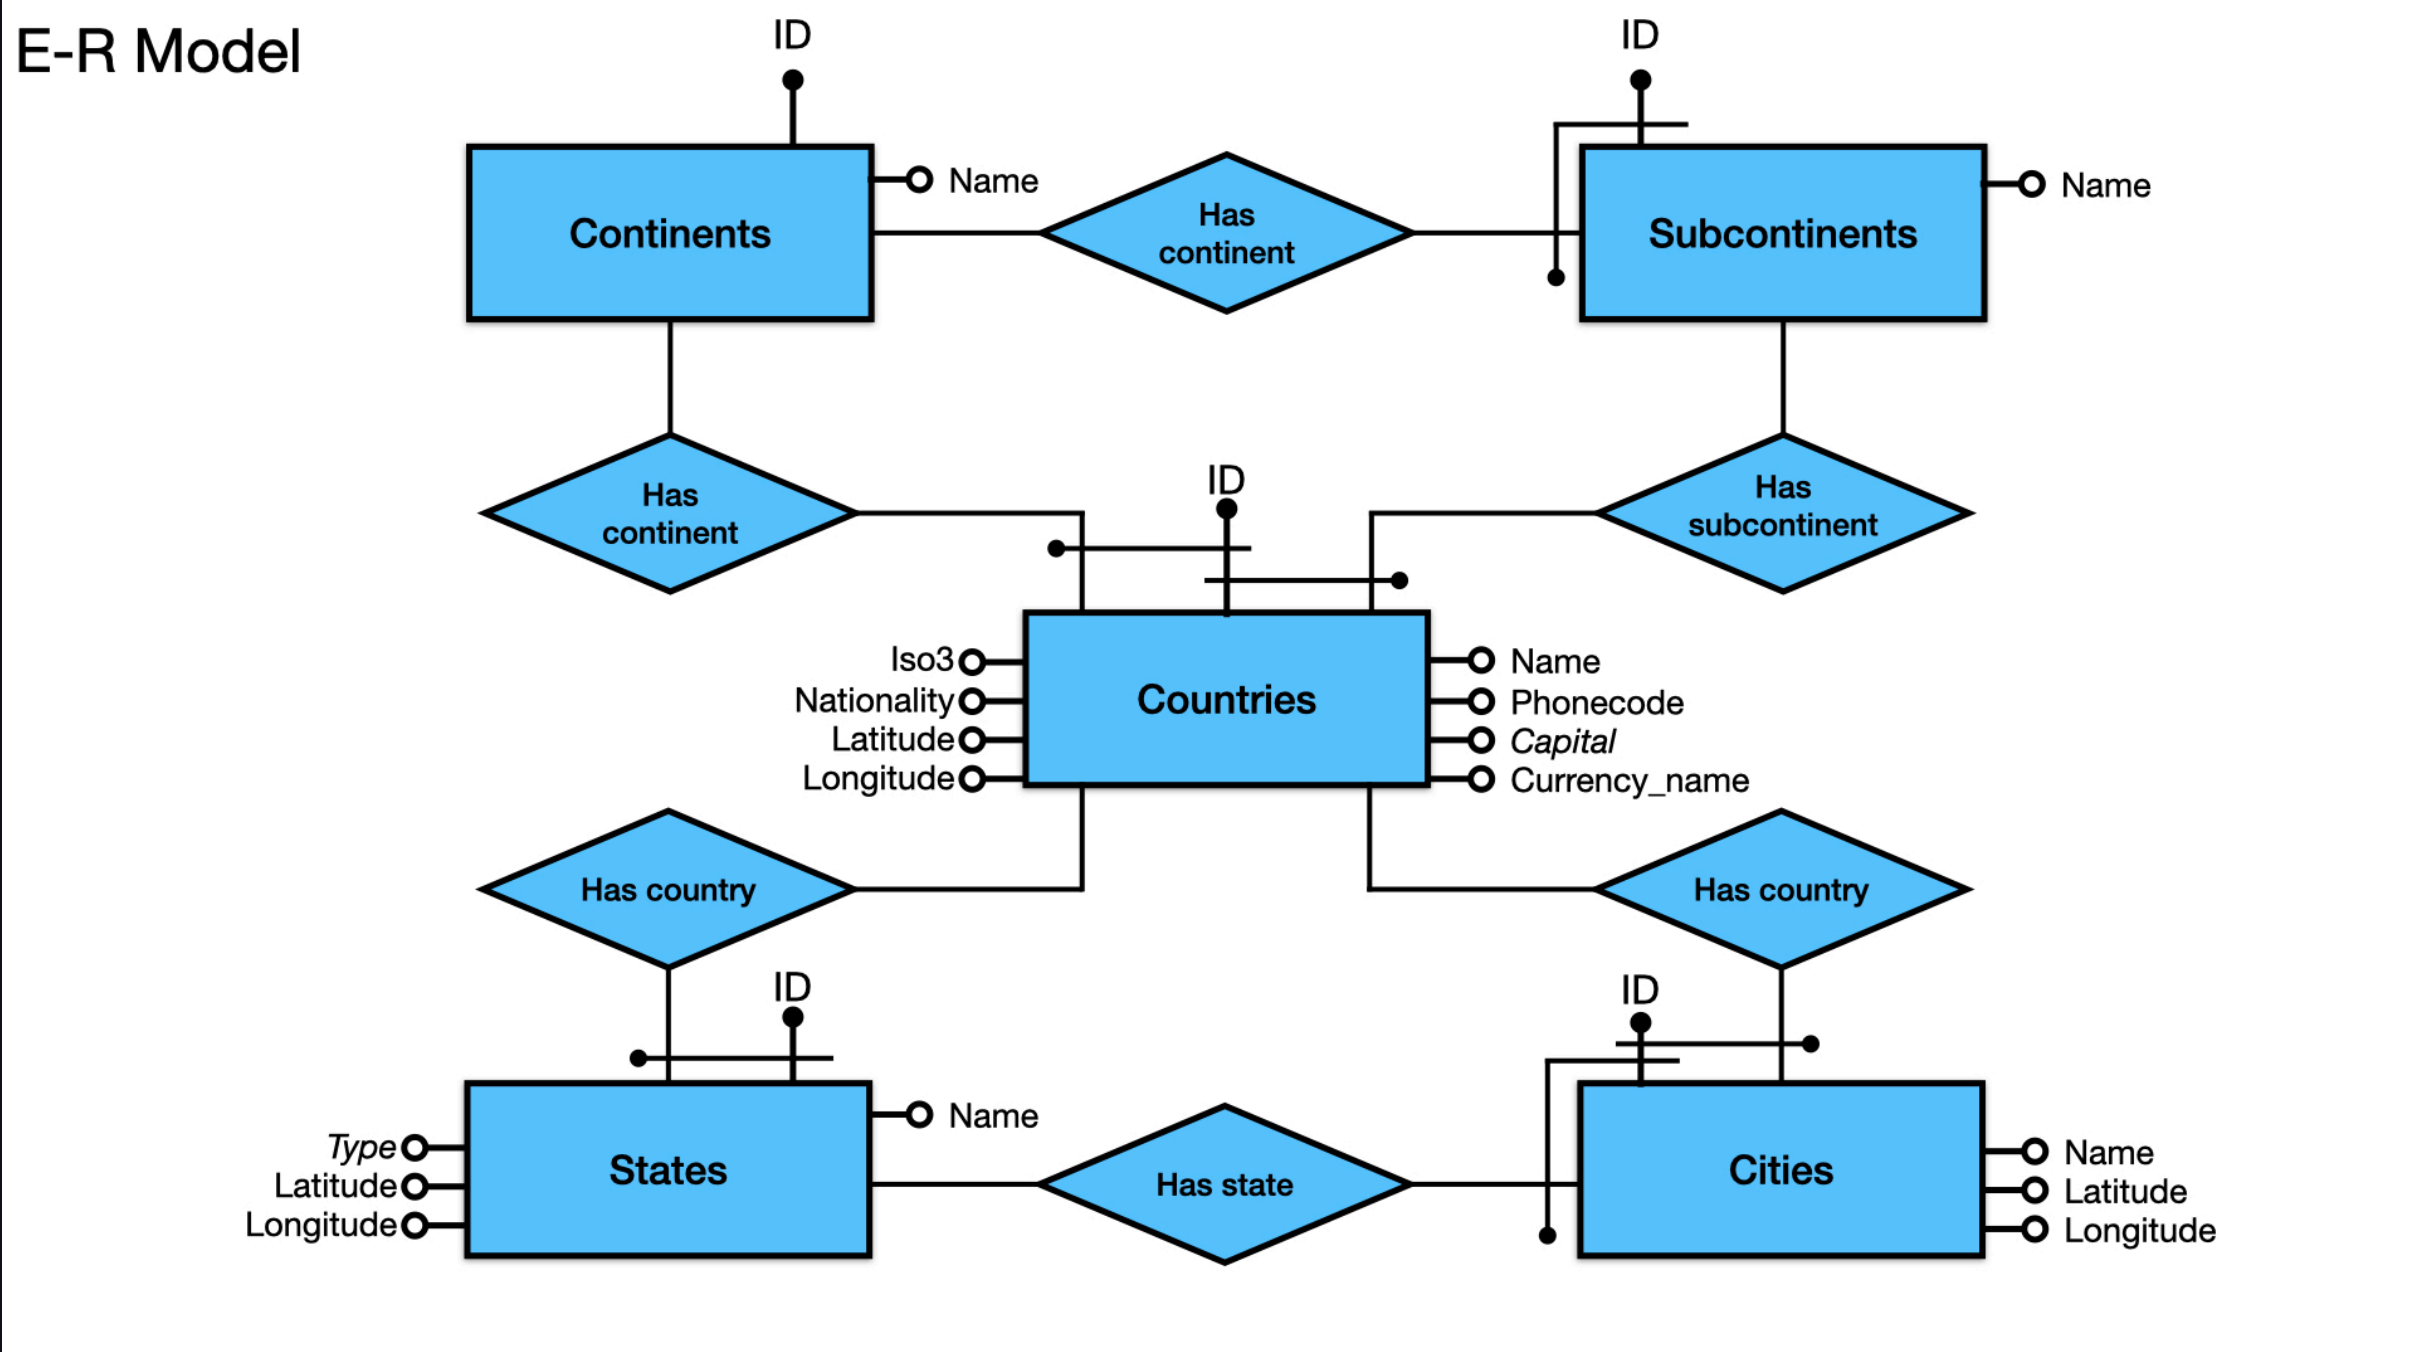 E-R Model
ID
ID
Continents
Name
Has
continent
Subcontinents
Name
Has
continent
ID
Has
subcontinent
Iso3
Nationality
Latitude
Longitude
Countries
Name
Phonecode
Capital
Currency_name
Has country
Has country
ID
ID
Type
Latitude
Longitude
States
Name
Has state
Cities
Name
Latitude
Longitude